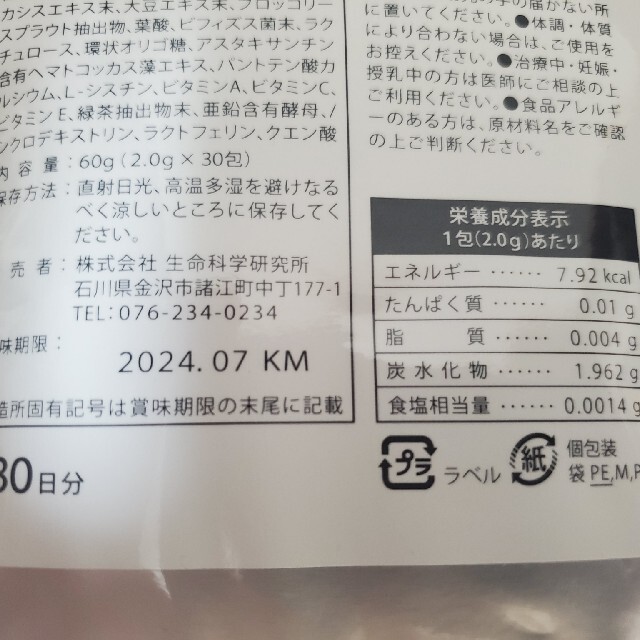 カシスエキス末、大豆エキス末、ブロッコリー
スプラウト抽出物、葉酸、ビフィズス菌末、ラク
チュロース、環状オリゴ糖、アスタキサンチン
含有ヘマトコッカス藻エキス、パントテン酸カ
ルシウム、L-シスチン、ビタミンA、ビタミンC、
ビタミンE、緑茶抽出物末、亜鉛含有酵母、/
シクロデキストリン、ラクトフェリン、クエン酸
内容量：60g（2.0g×30包）
保存方法：直射日光、高温多湿を避けなる
べく涼しいところに保存してく
ださい。
売者：株式会社 生命科学研究所
石川県金沢市諸江町中丁177-1
TEL：076-234-0234
味期限：
2024.07 KM
造所固有記号は賞味期限の末尾に記載
30日分
の届かない所
に置いてください。●体調・体質
により合わない場合は、ご使用を
お控えください。●治療中・妊娠・
授乳中の方は医師にご相談の上
ご利用ください。●食品アレルギ
ーのある方は、原材料名をご確認
の上ご判断ください。
栄養成分表示
1包(2.0g)あたり
エネルギー‥‥‥ 7.92 kcal
たんぱく質‥‥‥ 0.01 g
脂質‥‥‥ 0.004 g
炭水化物‥‥‥ 1.962 g
食塩相当量‥‥‥ 0.0014 g
プラ ラベル
紙 個包装
袋 PE,M,P